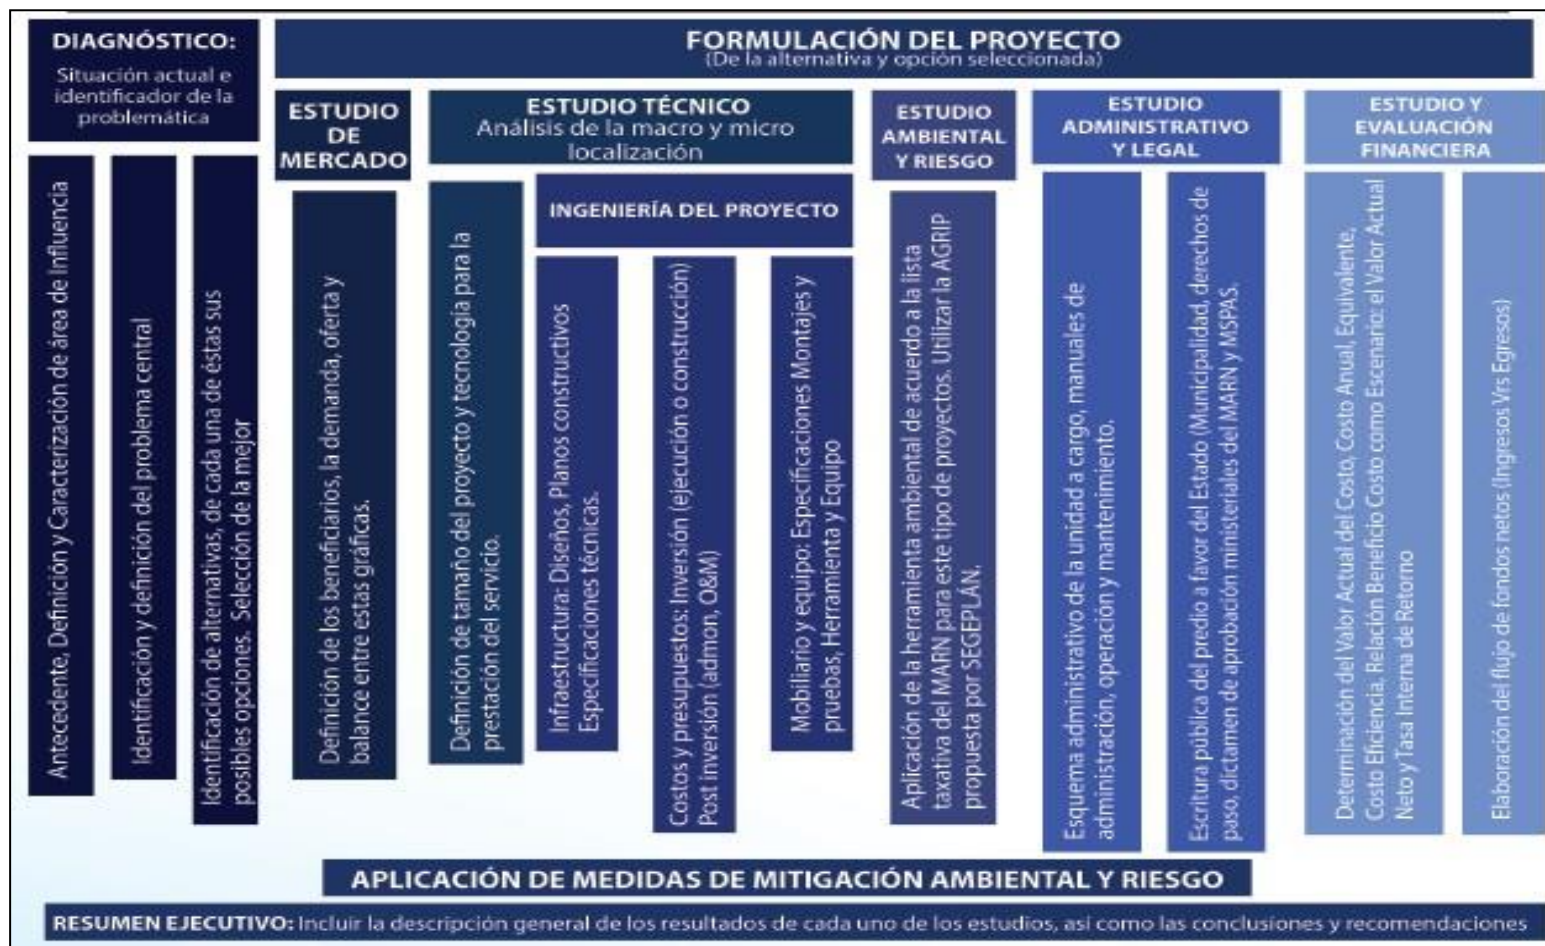 DIAGNÓSTICO:
Situación actual e
identificador de la
problemática
Antecedente, Definición y Caracterización de área de Influencia
Identificación y definición del problema central
Identificación de alternativas, de cada una de éstas sus
posibles opciones. Selección de la mejor
FORMULACIÓN DEL PROYECTO
(De la alternativa y opción seleccionada)
ESTUDIO
DE
MERCADO
Definición de los beneficiarios, la demanda, oferta y
balance entre estas gráficas.
ESTUDIO TÉCNICO
Análisis de la macro y micro
localización
Definición de tamaño del proyecto y tecnología para la
prestación del servicio.
INGENIERÍA DEL PROYECTO
Infraestructura: Diseños, Planos constructivos
Especificaciones técnicas.
Costos y presupuestos: Inversión (ejecución o construcción)
Post inversión (admon, O&M)
Mobiliario y equipo: Especificaciones Montajes y
pruebas, Herramienta y Equipo
ESTUDIO
AMBIENTAL
Y RIESGO
Aplicación de la herramienta ambiental de acuerdo a la lista
taxativa del MARN para este tipo de proyectos. Utilizar la AGRIP
propuesta por SEGEPLÁN.
ESTUDIO
ADMINISTRATIVO
Y LEGAL
Esquema administrativo de la unidad a cargo, manuales de
administración, operación y mantenimiento.
Escritura pública del predio a favor del Estado (Municipalidad, derechos de
paso, dictamen de aprobación ministeriales del MARN y MSPAS.
ESTUDIO Y
EVALUACIÓN
FINANCIERA
Determinación del Valor Actual del Costo, Costo Anual, Equivalente,
Costo Eficiencia, Relación Beneficio Costo como Escenario: el Valor Actual
Neto y Tasa Interna de Retorno
Elaboración del flujo de fondos netos (Ingresos Vrs Egresos)
APLICACIÓN DE MEDIDAS DE MITIGACIÓN AMBIENTAL Y RIESGO
RESUMEN EJECUTIVO: Incluir la descripción general de los resultados de cada uno de los estudios, así como las conclusiones y recomendaciones